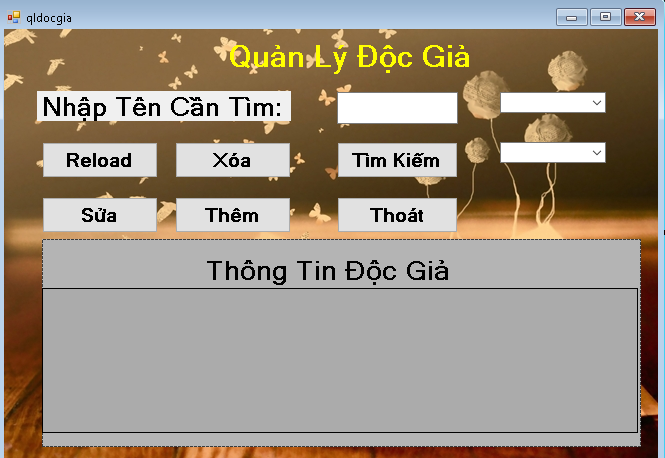 qldocgia
Quản Lý Độc Giả
Nhập Tên Cần Tìm:
Reload Xóa Tìm Kiếm
Sửa Thêm Thoát
Thông Tin Độc Giả